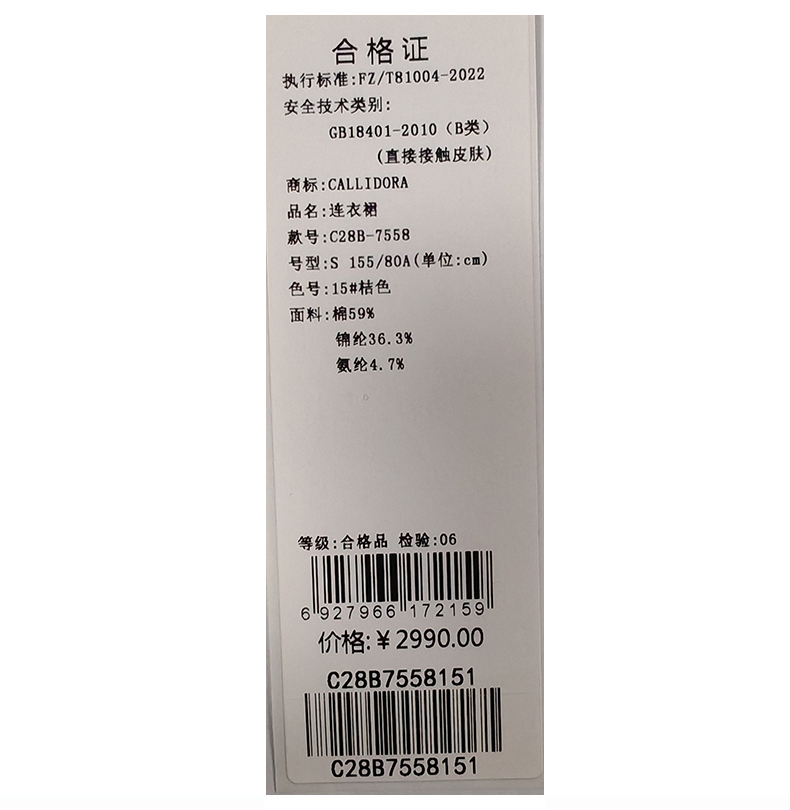 合格证
执行标准:FZ/T81004-2022
安全技术类别:
GB18401-2010（B类）
(直接接触皮肤)
商标:CALLIDORA
品名:连衣裙
款号:C28B-7558
号型:S 155/80A(单位:cm)
色号:15#桔色
面料:棉59%
锦纶36.3%
氨纶4.7%
等级:合格品 检验:06
6 927966 172159
价格:￥2990.00
C28B7558151
C28B7558151